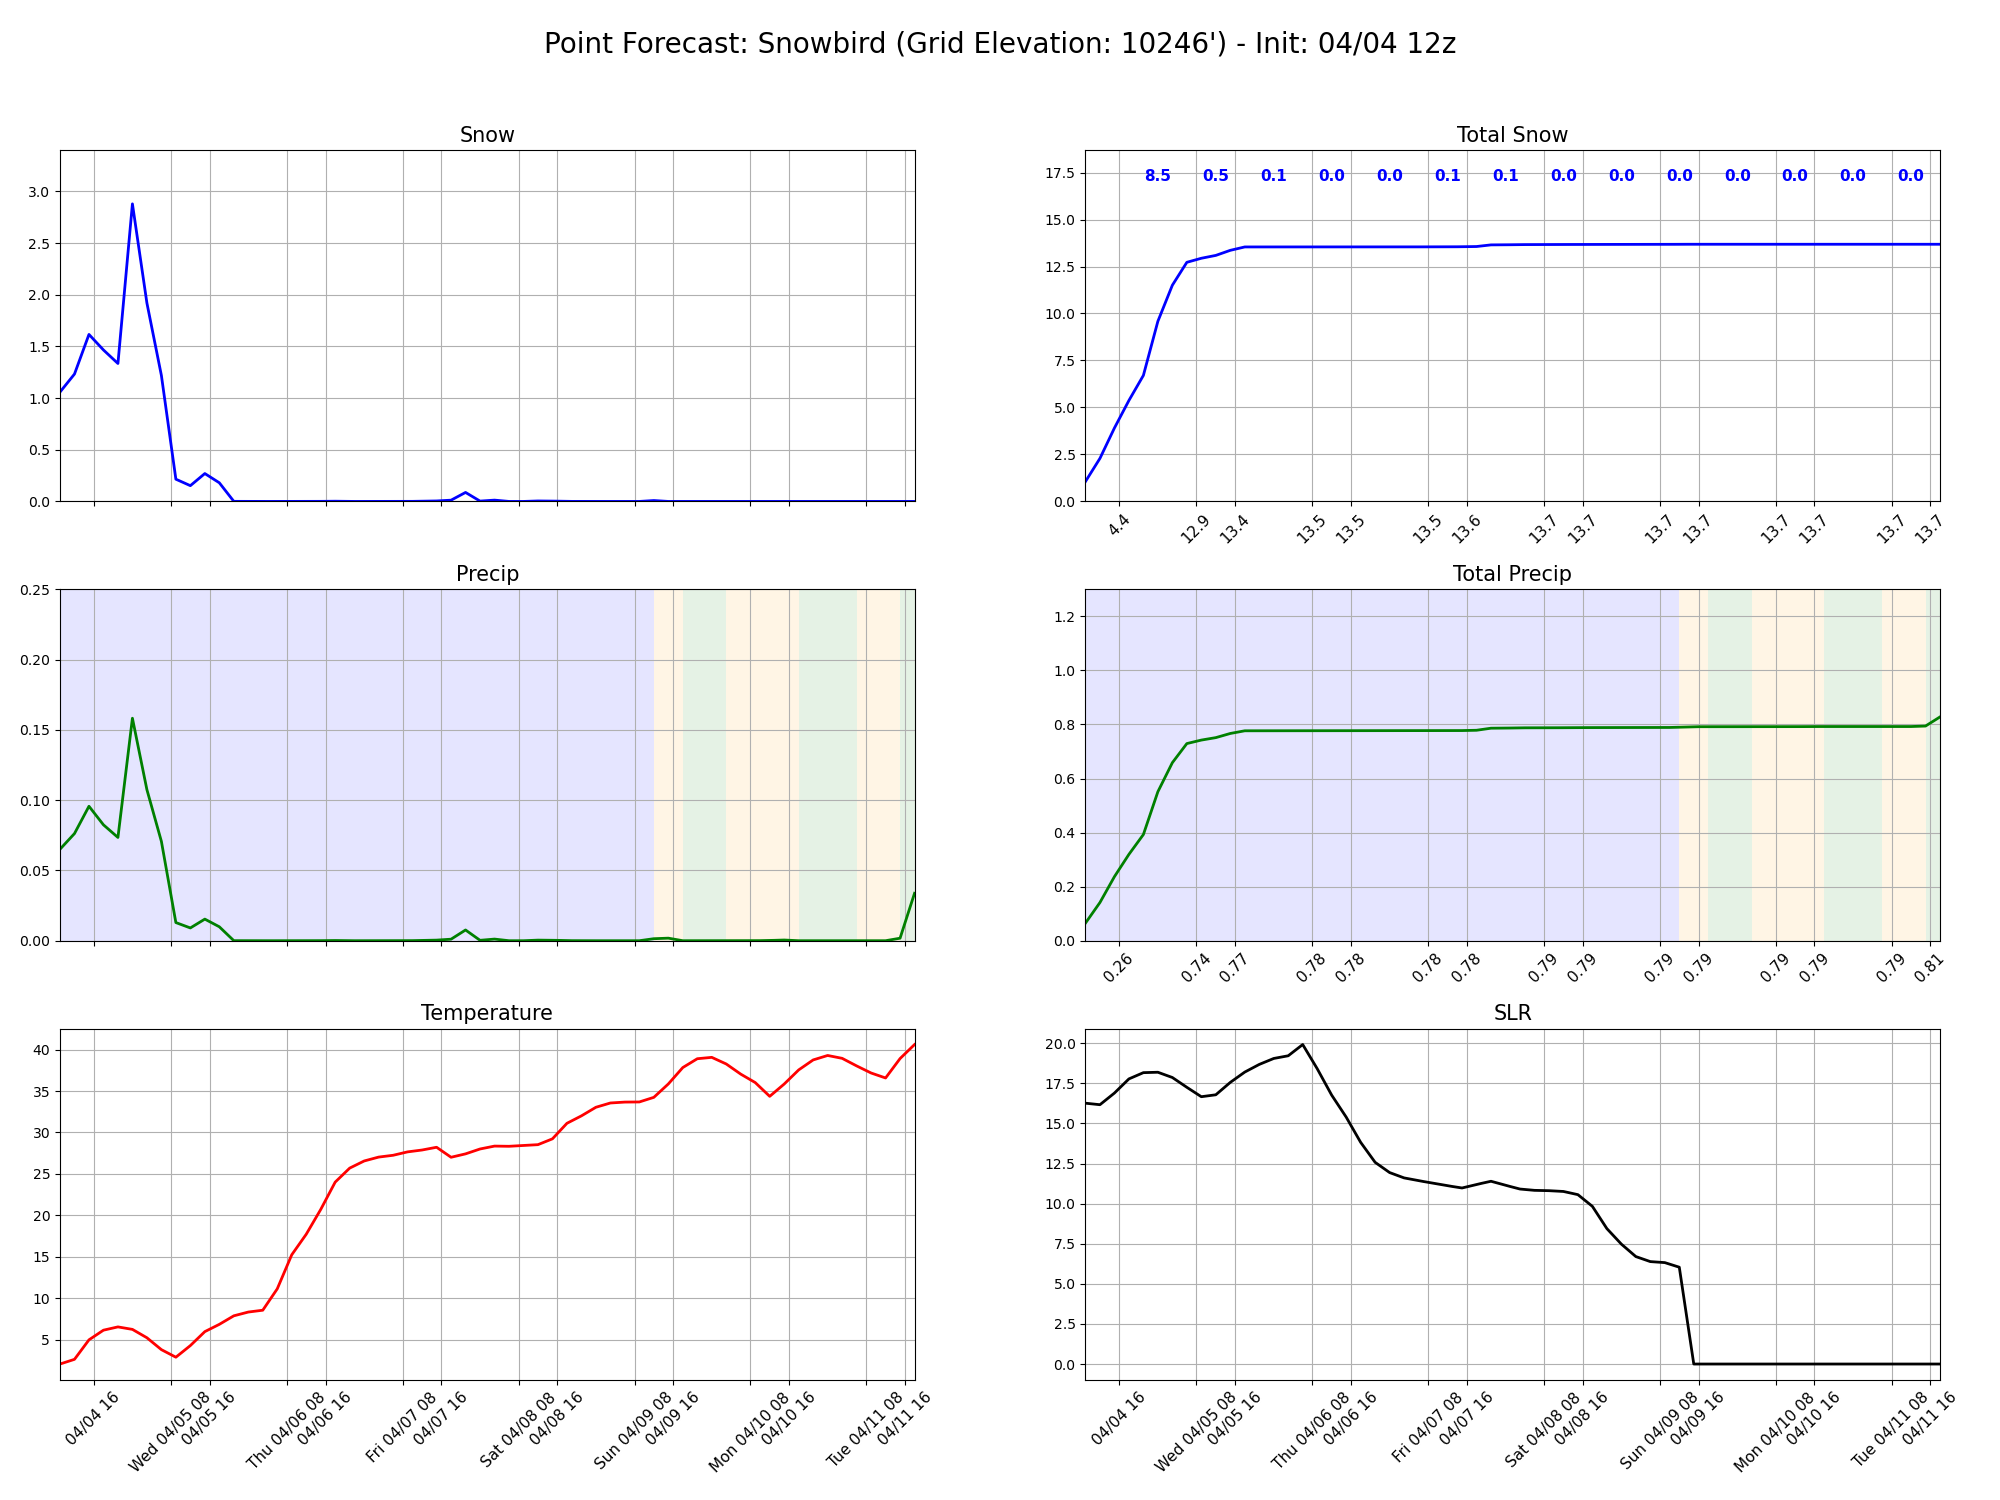 Point Forecast: Snowbird (Grid Elevation: 10246') - Init: 04/04 12z
Snow
3.0
2.5
2.0
1.5
1.0
0.5
0.0
Total Snow
17.5
15.0
12.5
10.0
7.5
5.0
2.5
0.0
8.5 0.5 0.1 0.0 0.0 0.1 0.1 0.0 0.0 0.0 0.0 0.0 0.0 0.0
4.4 12.9 13.4 13.5 13.5 13.5 13.6 13.7 13.7 13.7 13.7 13.7 13.7 13.7 13.7
Precip
0.25
0.20
0.15
0.10
0.05
0.00
Total Precip
1.2
1.0
0.8
0.6
0.4
0.2
0.0
0.26 0.74 0.77 0.78 0.78 0.78 0.78 0.79 0.79 0.79 0.79 0.79 0.79 0.79 0.81
Temperature
40
35
30
25
20
15
10
5
04/04 16
Wed 04/05 08
04/05 16
Thu 04/06 08
04/06 16
Fri 04/07 08
04/07 16
Sat 04/08 08
04/08 16
Sun 04/09 08
04/09 16
Mon 04/10 08
04/10 16
Tue 04/11 08
04/11 16
SLR
20.0
17.5
15.0
12.5
10.0
7.5
5.0
2.5
0.0
04/04 16
Wed 04/05 08
04/05 16
Thu 04/06 08
04/06 16
Fri 04/07 08
04/07 16
Sat 04/08 08
04/08 16
Sun 04/09 08
04/09 16
Mon 04/10 08
04/10 16
Tue 04/11 08
04/11 16